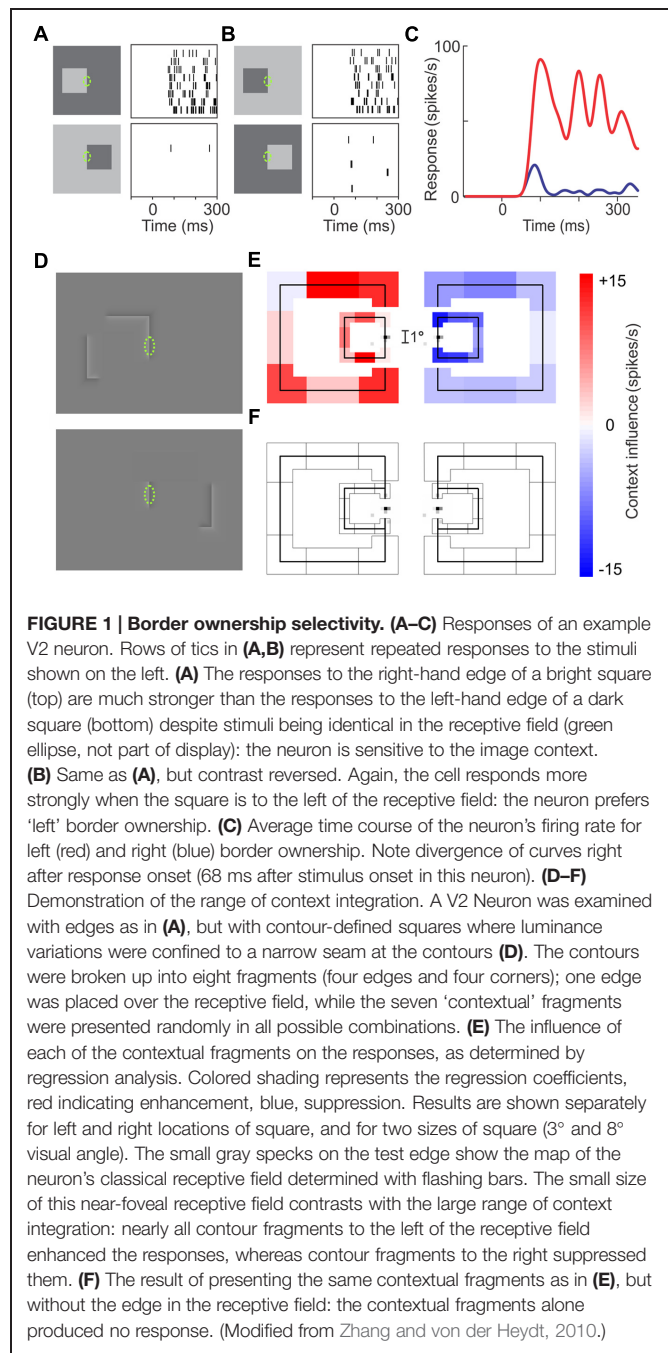 A
B
C
0
300
Time (ms)
0
300
Time (ms)
100
0
Response (spikes/s)
0
300
Time (ms)
D
E
1°
+15
0
-15
Context influence (spikes/s)
F
FIGURE 1 | Border ownership selectivity. (A–C) Responses of an example
V2 neuron. Rows of tics in (A,B) represent repeated responses to the stimuli
shown on the left. (A) The responses to the right-hand edge of a bright square
(top) are much stronger than the responses to the left-hand edge of a dark
square (bottom) despite stimuli being identical in the receptive field (green
ellipse, not part of display): the neuron is sensitive to the image context.
(B) Same as (A), but contrast reversed. Again, the cell responds more
strongly when the square is to the left of the receptive field: the neuron prefers
‘left’ border ownership. (C) Average time course of the neuron’s firing rate for
left (red) and right (blue) border ownership. Note divergence of curves right
after response onset (68 ms after stimulus onset in this neuron). (D–F)
Demonstration of the range of context integration. A V2 Neuron was examined
with edges as in (A), but with contour-defined squares where luminance
variations were confined to a narrow seam at the contours (D). The contours
were broken up into eight fragments (four edges and four corners); one edge
was placed over the receptive field, while the seven ‘contextual’ fragments
were presented randomly in all possible combinations. (E) The influence of
each of the contextual fragments on the responses, as determined by
regression analysis. Colored shading represents the regression coefficients,
red indicating enhancement, blue, suppression. Results are shown separately
for left and right locations of square, and for two sizes of square (3° and 8°
visual angle). The small gray specks on the test edge show the map of the
neuron’s classical receptive field determined with flashing bars. The small size
of this near-foveal receptive field contrasts with the large range of context
integration: nearly all contour fragments to the left of the receptive field
enhanced the responses, whereas contour fragments to the right suppressed
them. (F) The result of presenting the same contextual fragments as in (E), but
without the edge in the receptive field: the contextual fragments alone
produced no response. (Modified from Zhang and von der Heydt, 2010.)